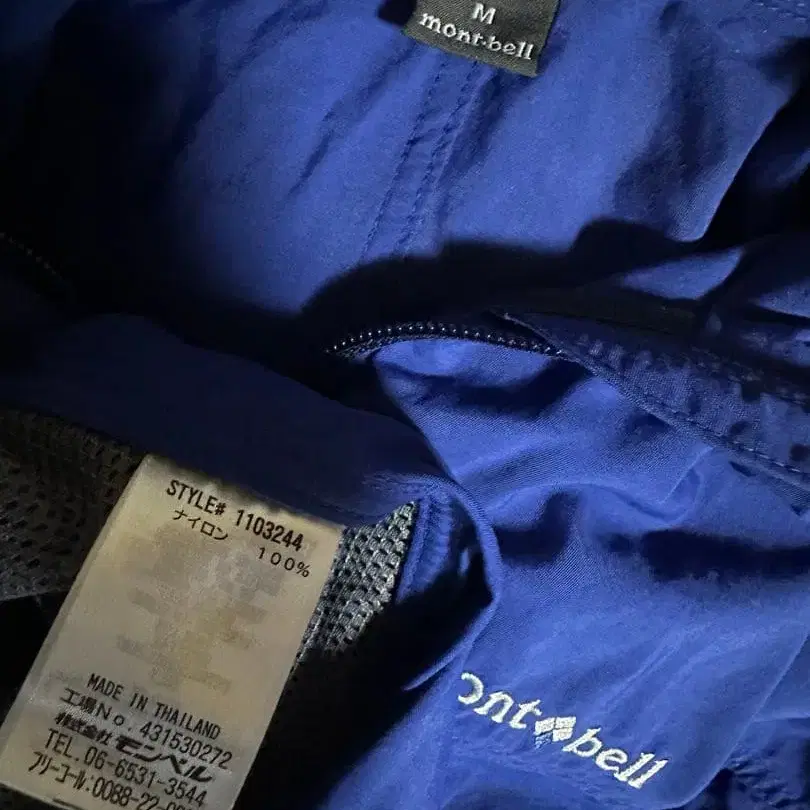 M
mont-bell
STYLE# 1103244
ナイロン 100%
MADE IN THAILAND
工場No. 431530272
株式会社 モンベル
TEL. 06-6531-3544
フリーコール: 0088-22-
ont bell